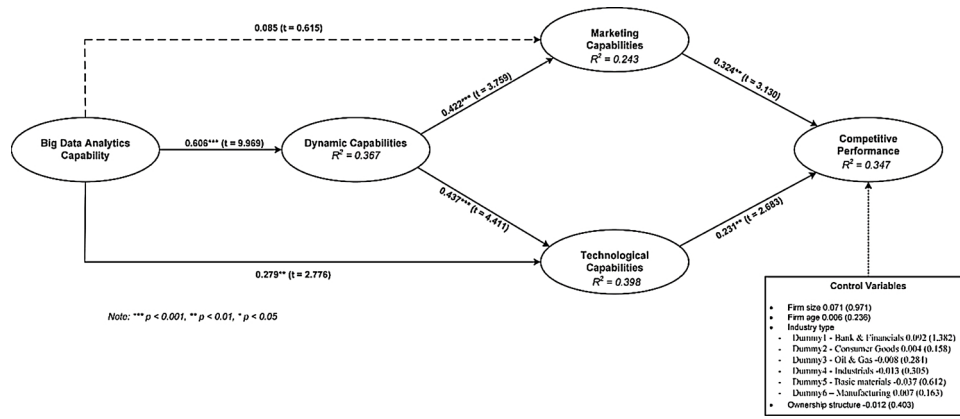 0.085 (t = 0.615)
Marketing
Capabilities
R² = 0.243
0.422*** (t = 3.759)
0.324** (t = 3.130)
Big Data Analytics
Capability
0.606*** (t = 9.969)
Dynamic Capabilities
R² = 0.367
Competitive
Performance
R² = 0.347
0.437*** (t = 4.411)
0.231** (t = 2.683)
0.279** (t = 2.776)
Technological
Capabilities
R² = 0.398
Note: *** p < 0.001, ** p < 0.01, * p < 0.05
Control Variables
• Firm size 0.071 (0.971)
• Firm age 0.006 (0.236)
• Industry type
- Dummy1 - Bank & Financials 0.092 (1.382)
- Dummy2 - Consumer Goods 0.004 (0.158)
- Dummy3 - Oil & Gas -0.008 (0.281)
- Dummy4 - Industrials -0.013 (0.305)
- Dummy5 - Basic materials -0.037 (0.612)
- Dummy6 – Manufacturing 0.007 (0.163)
• Ownership structure -0.012 (0.403)